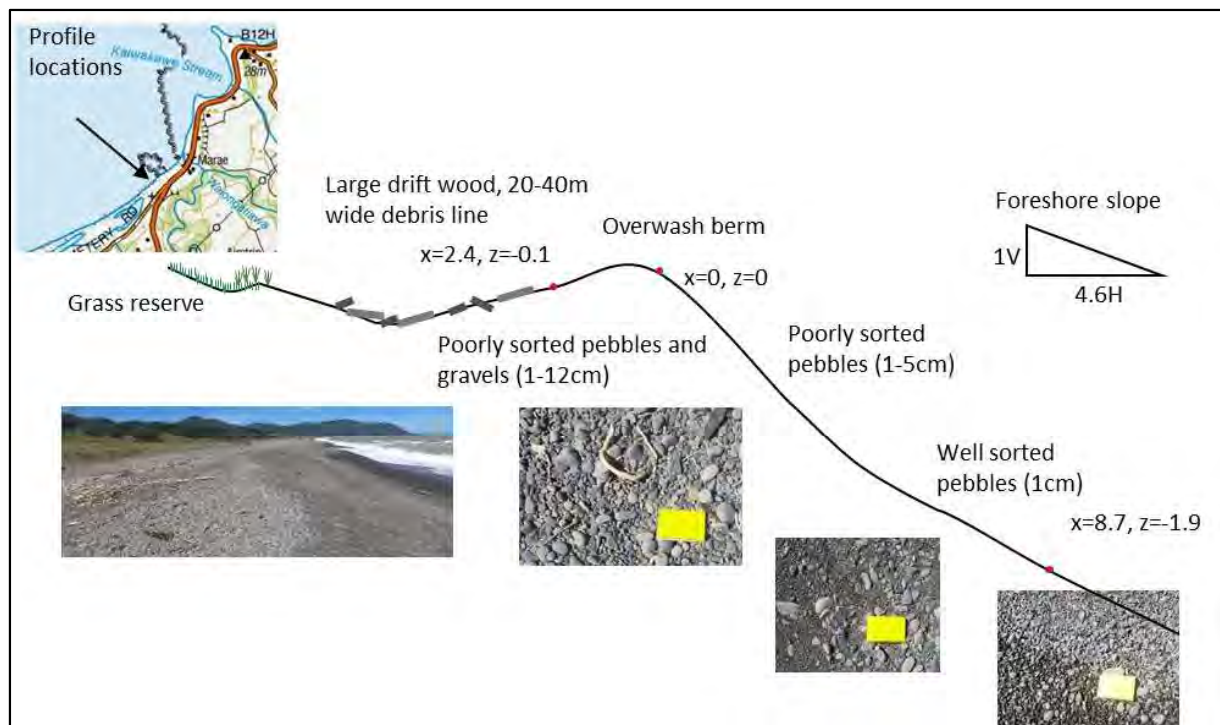 Profile
locations
B12H
Kaiwakawe Stream
28m
Marae
Large drift wood, 20-40m
wide debris line
x=2.4, z=-0.1
Overwash berm
x=0, z=0
Foreshore slope
1V
4.6H
Grass reserve
Poorly sorted pebbles and
gravels (1-12cm)
Poorly sorted
pebbles (1-5cm)
Well sorted
pebbles (1cm)
x=8.7, z=-1.9